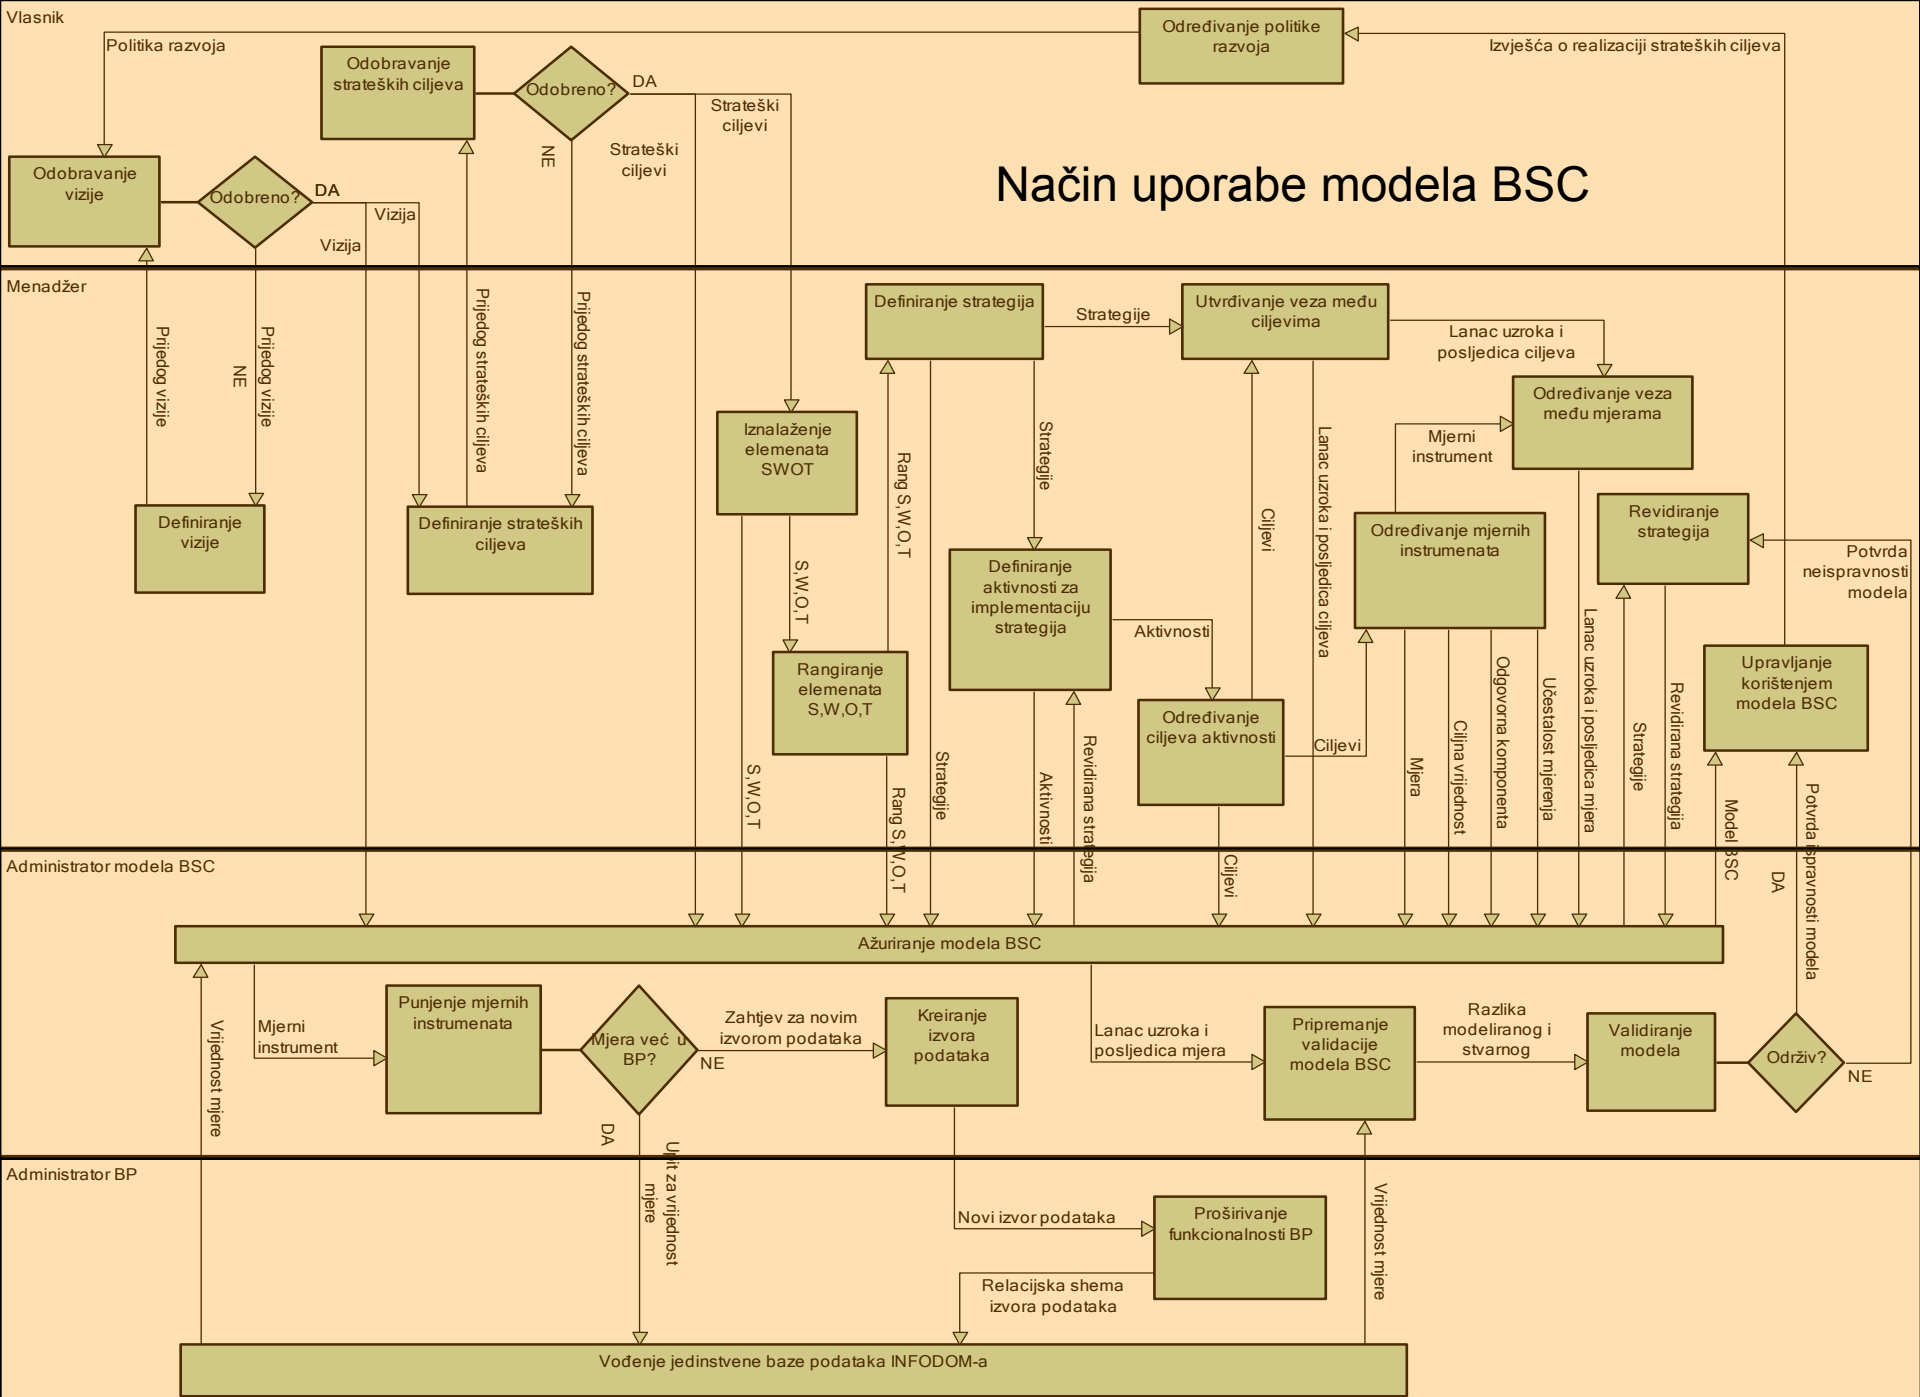 Vlasnik
Politika razvoja
Određivanje politike
razvoja
Izvješća o realizaciji strateških ciljeva
Odobravanje
strateških ciljeva
Odobreno?
DA
NE
Strateški
ciljevi
Strateški
ciljevi
Odobravanje
vizije
Odobreno?
DA
Vizija
Vizija
Način uporabe modela BSC
Menadžer
Prijedog vizije
NE
Prijedog vizije
Prijedog strateških ciljeva
Prijedog strateških ciljeva
Definiranje
vizije
Definiranje strateških
ciljeva
Definiranje strategija
Strategije
Utvrđivanje veza među
ciljevima
Lanac uzroka i
posljedica ciljeva
Određivanje veza
među mjerama
Iznalaženje
elemenata
SWOT
Rang S,W,O,T
Strategije
Ciljevi
Lanac uzroka i posljedica ciljeva
Mjerni
instrument
Određivanje mjernih
instrumenata
Revidiranje
strategija
Potvrda
neispravnosti
modela
S,W,O,T
Definiranje
aktivnosti za
implementaciju
strategija
Aktivnosti
Rangiranje
elemenata
S,W,O,T
Određivanje
ciljeva aktivnosti
Ciljevi
Upravljanje
korištenjem
modela BSC
S,W,O,T
Rang S,W,O,T
Strategije
Aktivnosti
Revidirana strategija
Ciljevi
Mjera
Ciljna vrijednost
Odgovorna komponenta
Učestalost mjerenja
Lanac uzroka i posljedica mjera
Strategije
Revidirana strategija
Model BSC
DA
Potvrda ispravnosti modela
Administrator modela BSC
Ažuriranje modela BSC
Vrijednost mjere
Mjerni
instrument
Punjenje mjernih
instrumenata
Mjera već u
BP?
NE
DA
Zahtjev za novim
izvorom podataka
Kreiranje
izvora
podataka
Lanac uzroka i
posljedica mjera
Pripremanje
validacije
modela BSC
Razlika
modeliranog i
stvarnog
Validiranje
modela
Održiv?
NE
Administrator BP
Upit za vrijednost
mjere
Novi izvor podataka
Proširivanje
funkcionalnosti BP
Vrijednost mjere
Relacijska shema
izvora podataka
Vođenje jedinstvene baze podataka INFODOM-a